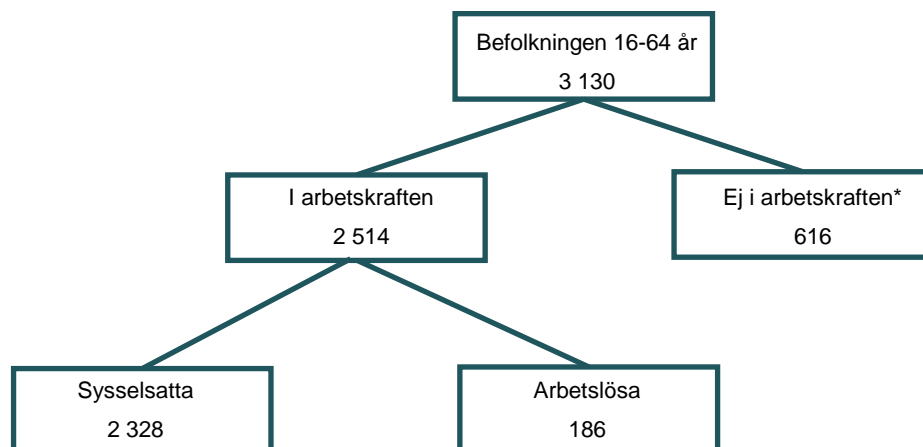 Befolkningen 16-64 år
3 130
I arbetskraften
2 514
Ej i arbetskraften*
616
Sysselsatta
2 328
Arbetslösa
186